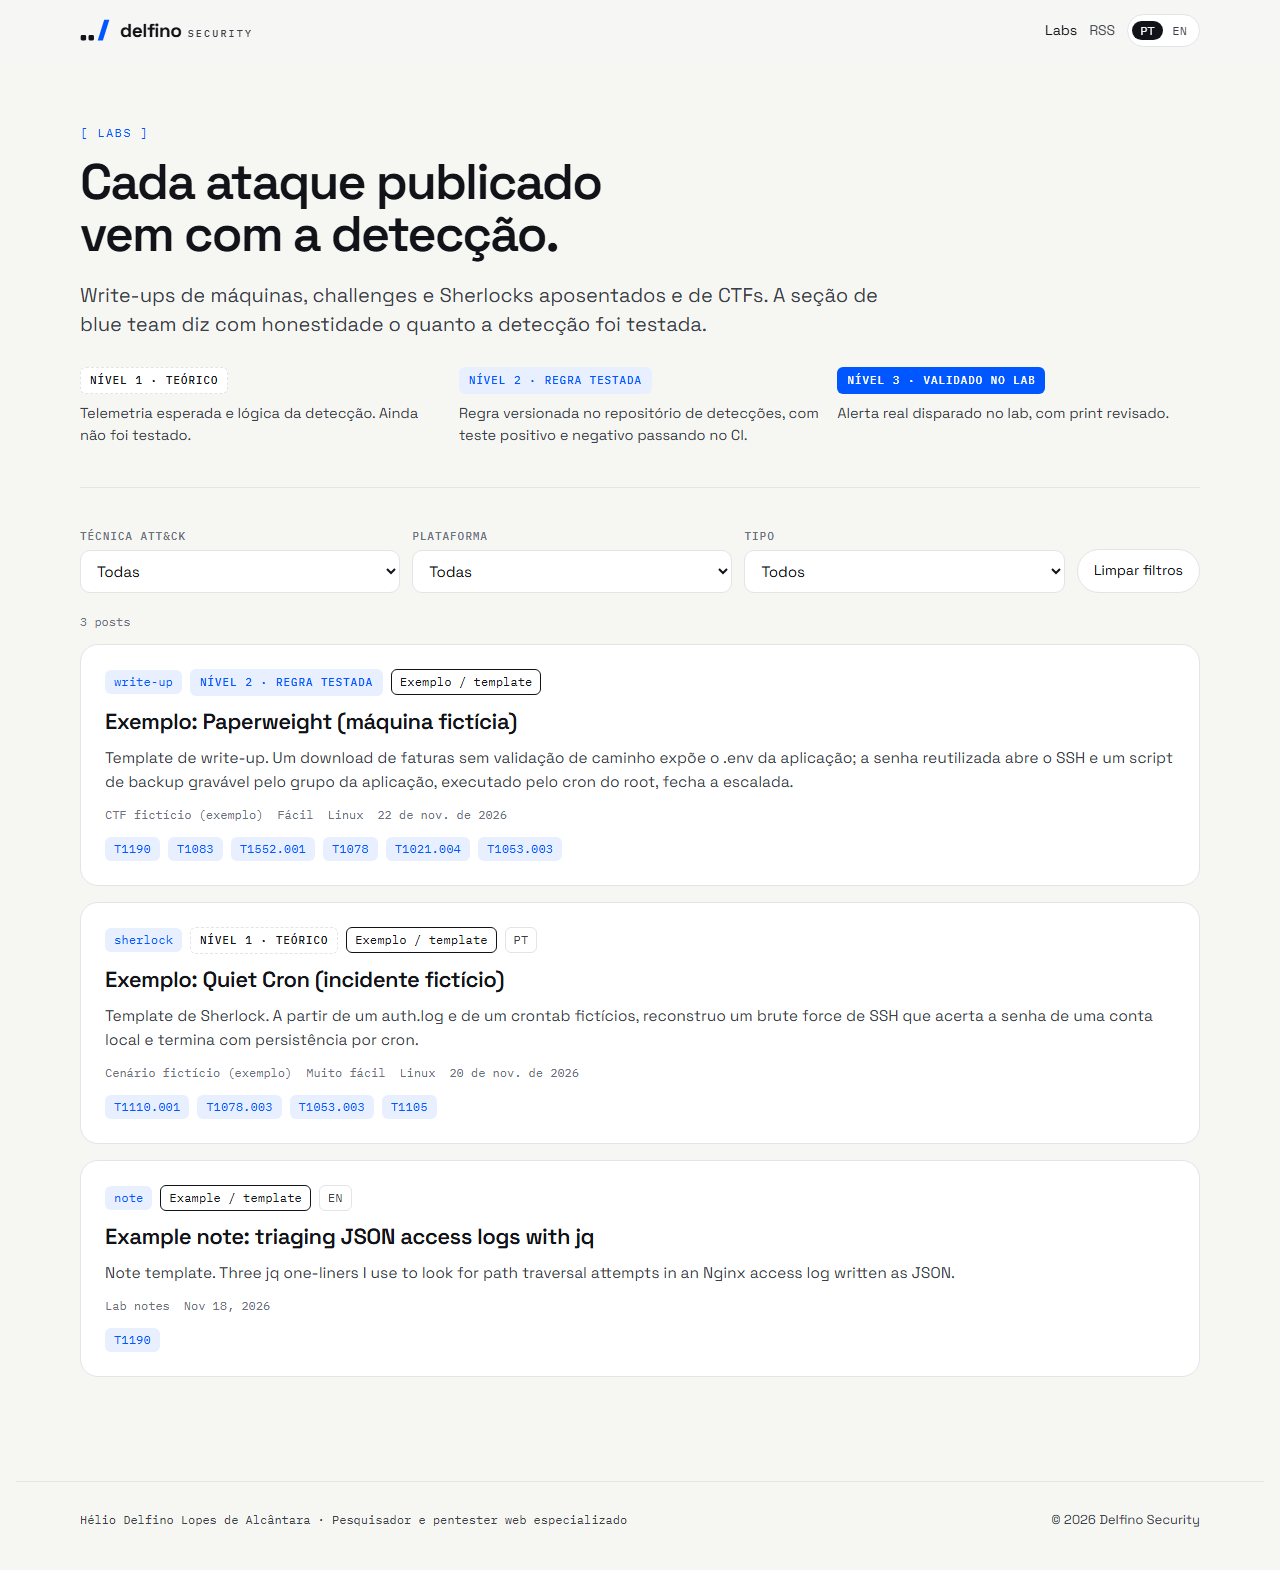 ../ delfino SECURITY
Labs RSS PT EN
[ LABS ]
Cada ataque publicado
vem com a detecção.
Write-ups de máquinas, challenges e Sherlocks aposentados e de CTFs. A seção de
blue team diz com honestidade o quanto a detecção foi testada.
NÍVEL 1 · TEÓRICO
Telemetria esperada e lógica da detecção. Ainda
não foi testado.
NÍVEL 2 · REGRA TESTADA
Regra versionada no repositório de detecções, com
teste positivo e negativo passando no CI.
NÍVEL 3 · VALIDADO NO LAB
Alerta real disparado no lab, com print revisado.
TÉCNICA ATT&CK
Todas
PLATAFORMA
Todas
TIPO
Todos
Limpar filtros
3 posts
write-up NÍVEL 2 · REGRA TESTADA Exemplo / template
Exemplo: Paperweight (máquina fictícia)
Template de write-up. Um download de faturas sem validação de caminho expõe o .env da aplicação; a senha reutilizada abre o SSH e um script
de backup gravável pelo grupo da aplicação, executado pelo cron do root, fecha a escalada.
CTF fictício (exemplo) Fácil Linux 22 de nov. de 2026
T1190 T1083 T1552.001 T1078 T1021.004 T1053.003
sherlock NÍVEL 1 · TEÓRICO Exemplo / template PT
Exemplo: Quiet Cron (incidente fictício)
Template de Sherlock. A partir de um auth.log e de um crontab fictícios, reconstruo um brute force de SSH que acerta a senha de uma conta
local e termina com persistência por cron.
Cenário fictício (exemplo) Muito fácil Linux 20 de nov. de 2026
T1110.001 T1078.003 T1053.003 T1105
note Example / template EN
Example note: triaging JSON access logs with jq
Note template. Three jq one-liners I use to look for path traversal attempts in an Nginx access log written as JSON.
Lab notes Nov 18, 2026
T1190
Hélio Delfino Lopes de Alcântara · Pesquisador e pentester web especializado
© 2026 Delfino Security